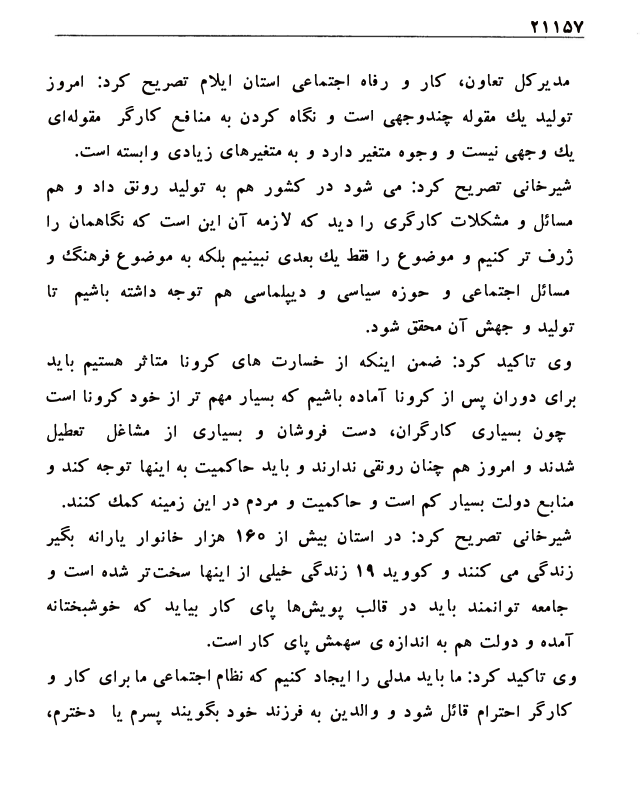 ۲۱۱۵۷
مدیرکل تعاون، کار و رفاه اجتماعی استان ایلام تصریح کرد: امروز
تولید یك مقوله چندوجهی است و نگاه کردن به منافع کارگر مقوله‌ای
یك وجهی نیست و وجوه متغیر دارد و به متغیرهای زیادی وابسته است.
شیرخانی تصریح کرد: می شود در کشور هم به تولید رونق داد و هم
مسائل و مشکلات کارگری را دید که لازمه آن این است که نگاهمان را
ژرف تر کنیم و موضوع را فقط یك بعدی نبینیم بلکه به موضوع فرهنگ و
مسائل اجتماعی و حوزه سیاسی و دیپلماسی هم توجه داشته باشیم تا
تولید و جهش آن محقق شود.
وی تاکید کرد: ضمن اینکه از خسارت های کرونا متاثر هستیم باید
برای دوران پس از کرونا آماده باشیم که بسیار مهم تر از خود کرونا است
چون بسیاری کارگران، دست فروشان و بسیاری از مشاغل تعطیل
شدند و امروز هم چنان رونقی ندارند و باید حاکمیت به اینها توجه کند و
منابع دولت بسیار کم است و حاکمیت و مردم در این زمینه کمك کنند.
شیرخانی تصریح کرد: در استان بیش از ۱۶۰ هزار خانوار یارانه بگیر
زندگی می کنند و کووید ۱۹ زندگی خیلی از اینها سخت‌تر شده است و
جامعه توانمند باید در قالب پویش‌ها پای کار بیاید که خوشبختانه
آمده و دولت هم به اندازه ی سهمش پای کار است.
وی تاکید کرد: ما باید مدلی را ایجاد کنیم که نظام اجتماعی ما برای کار و
کارگر احترام قائل شود و والدین به فرزند خود بگویند پسرم یا دخترم،